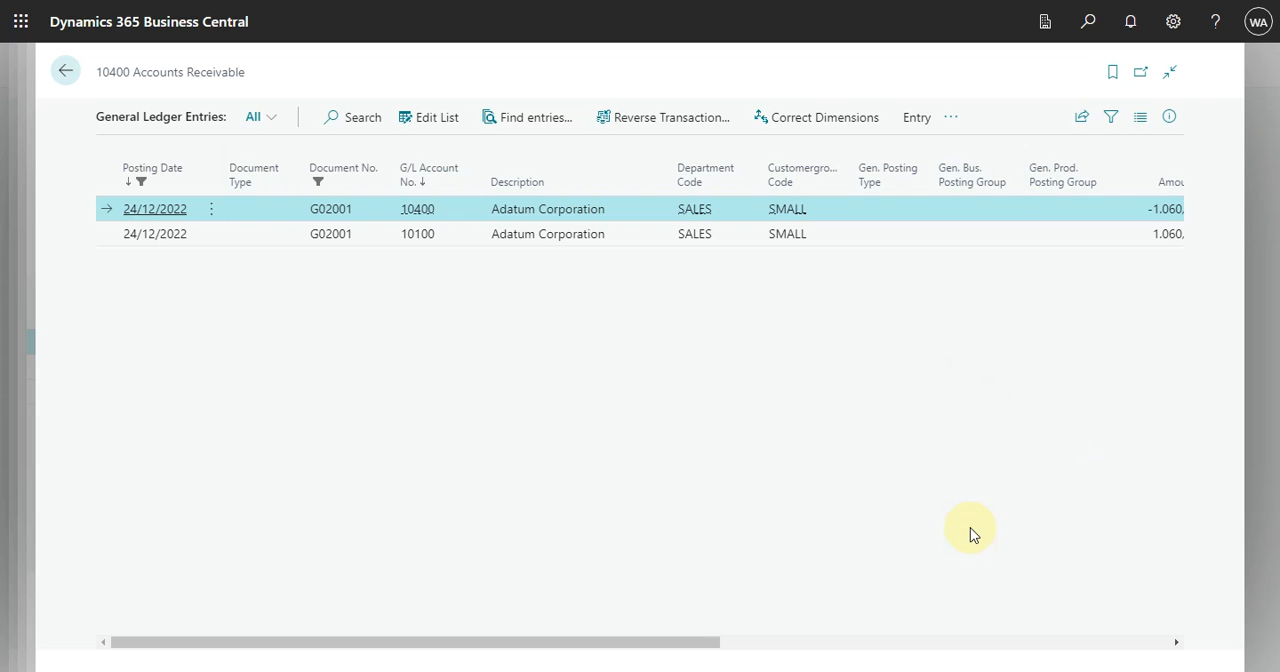 Dynamics 365 Business Central
WA
10400 Accounts Receivable
General Ledger Entries: All Search Edit List Find entries... Reverse Transaction... Correct Dimensions Entry ...
Posting Date Document Type Document No. G/L Account No. Description Department Code Customergro... Code Gen. Posting Type Gen. Bus. Posting Group Gen. Prod. Posting Group Amou
24/12/2022 G02001 10400 Adatum Corporation SALES SMALL -1.060,
24/12/2022 G02001 10100 Adatum Corporation SALES SMALL 1.060,